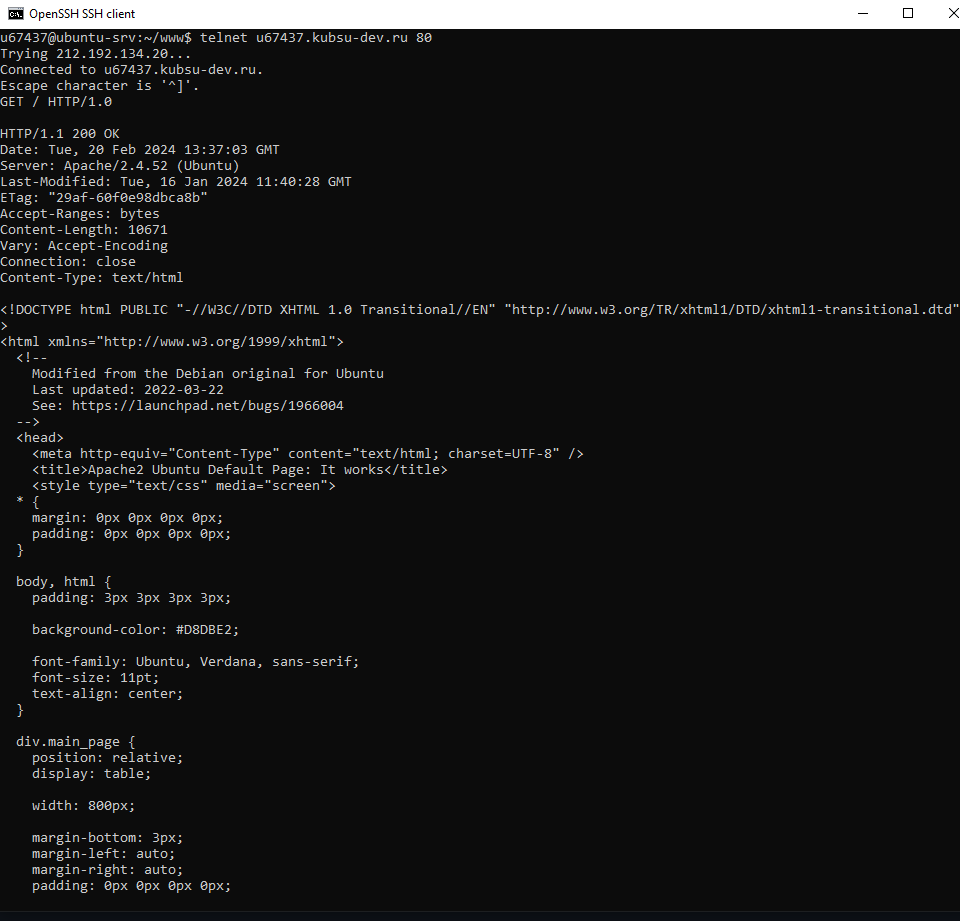 OpenSSH SSH client
u67437@ubuntu-srv:~/www$ telnet u67437.kubsu-dev.ru 80
Trying 212.192.134.20...
Connected to u67437.kubsu-dev.ru.
Escape character is '^]'.
GET / HTTP/1.0

HTTP/1.1 200 OK
Date: Tue, 20 Feb 2024 13:37:03 GMT
Server: Apache/2.4.52 (Ubuntu)
Last-Modified: Tue, 16 Jan 2024 11:40:28 GMT
ETag: "29af-60f0e98dbca8b"
Accept-Ranges: bytes
Content-Length: 10671
Vary: Accept-Encoding
Connection: close
Content-Type: text/html

<!DOCTYPE html PUBLIC "-//W3C//DTD XHTML 1.0 Transitional//EN" "http://www.w3.org/TR/xhtml1/DTD/xhtml1-transitional.dtd"
>
<html xmlns="http://www.w3.org/1999/xhtml">
  <!--
    Modified from the Debian original for Ubuntu
    Last updated: 2022-03-22
    See: https://launchpad.net/bugs/1966004
  -->
  <head>
    <meta http-equiv="Content-Type" content="text/html; charset=UTF-8" />
    <title>Apache2 Ubuntu Default Page: It works</title>
    <style type="text/css" media="screen">
  * {
    margin: 0px 0px 0px 0px;
    padding: 0px 0px 0px 0px;
  }

  body, html {
    padding: 3px 3px 3px 3px;

    background-color: #D8DBE2;

    font-family: Ubuntu, Verdana, sans-serif;
    font-size: 11pt;
    text-align: center;
  }

  div.main_page {
    position: relative;
    display: table;

    width: 800px;

    margin-bottom: 3px;
    margin-left: auto;
    margin-right: auto;
    padding: 0px 0px 0px 0px;